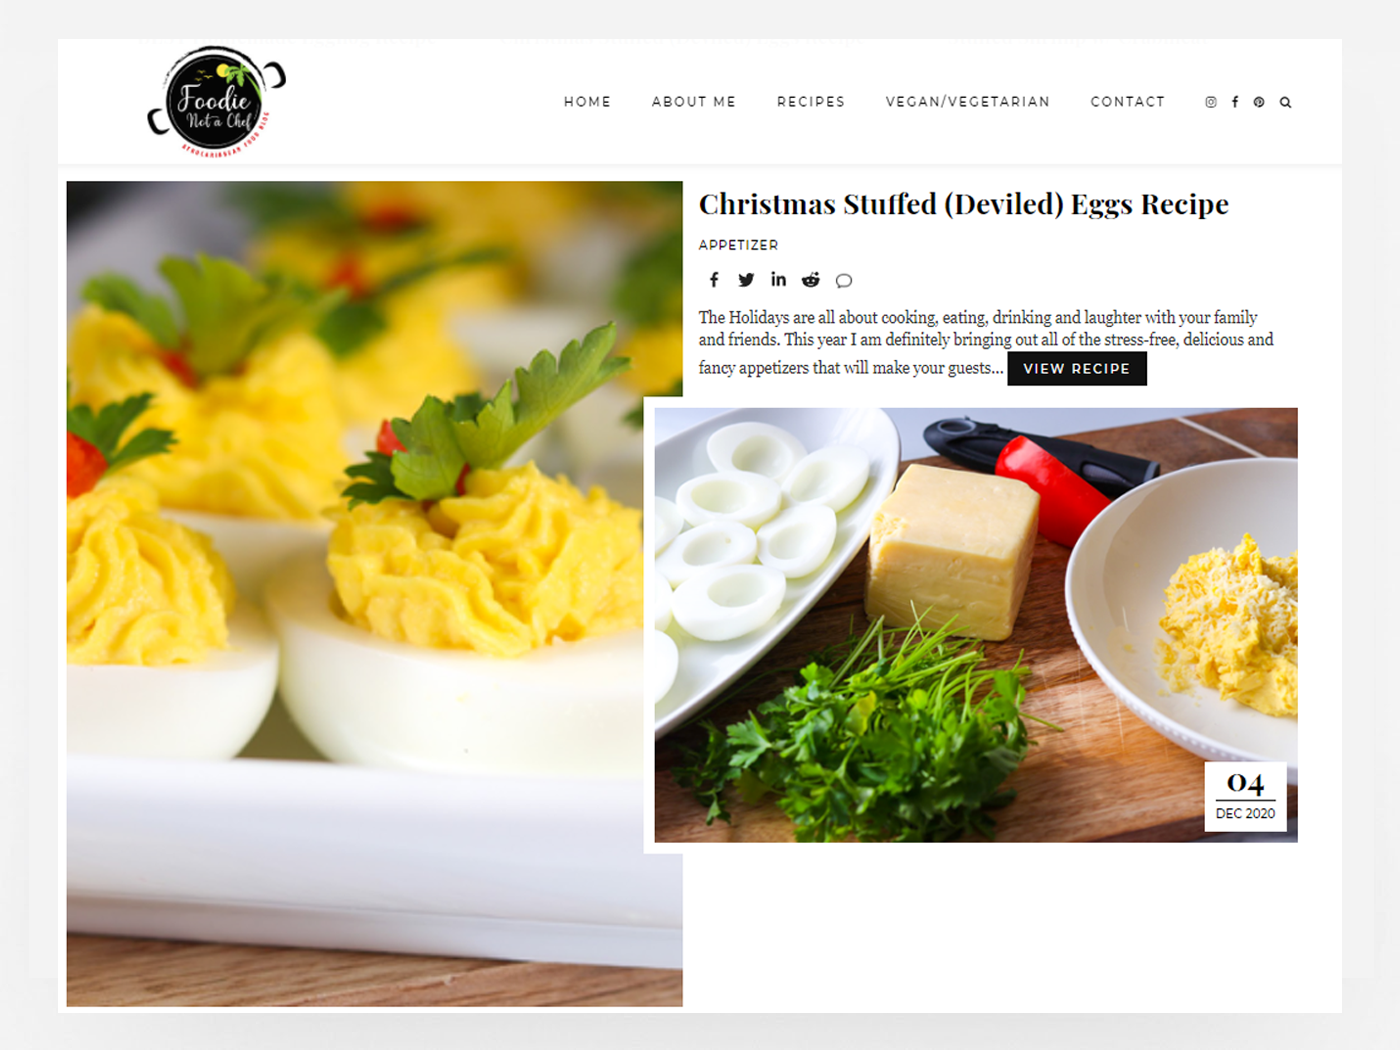 Foodie
Not a Chef
AFROCARIBBEAN FOOD BLOG
HOME ABOUT ME RECIPES VEGAN/VEGETARIAN CONTACT
Christmas Stuffed (Deviled) Eggs Recipe
APPETIZER
The Holidays are all about cooking, eating, drinking and laughter with your family
and friends. This year I am definitely bringing out all of the stress-free, delicious and
fancy appetizers that will make your guests... VIEW RECIPE
04
DEC 2020